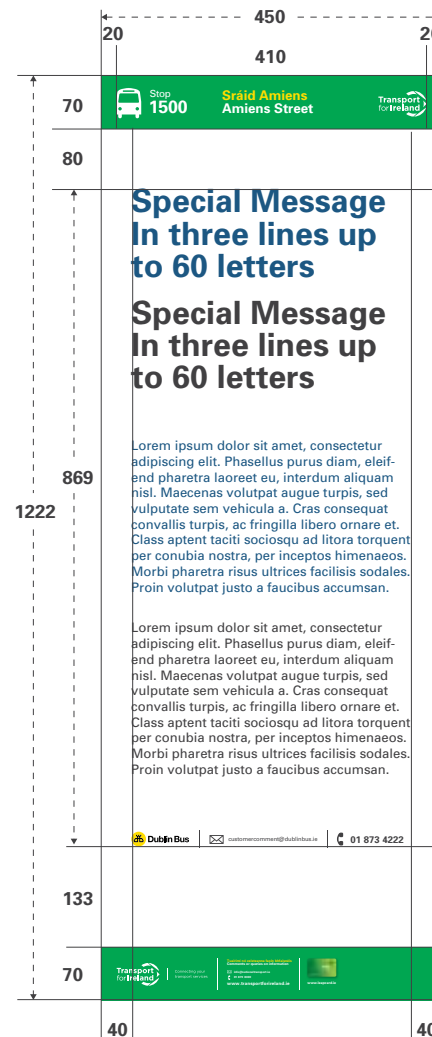 450
20
20
410
70
Stop
1500
Sráid Amiens
Amiens Street
Transport
for Ireland
80
Special Message
In three lines up
to 60 letters
Special Message
In three lines up
to 60 letters
869
1222
Lorem ipsum dolor sit amet, consectetur
adipiscing elit. Phasellus purus diam, eleif-
end pharetra laoreet eu, interdum aliquam
nisl. Maecenas volutpat augue turpis, sed
vulputate sem vehicula a. Cras consequat
convallis turpis, ac fringilla libero ornare et.
Class aptent taciti sociosqu ad litora torquent
per conubia nostra, per inceptos himenaeos.
Morbi pharetra risus ultrices facilisis sodales.
Proin volutpat justo a faucibus accumsan.
Lorem ipsum dolor sit amet, consectetur
adipiscing elit. Phasellus purus diam, eleif-
end pharetra laoreet eu, interdum aliquam
nisl. Maecenas volutpat augue turpis, sed
vulputate sem vehicula a. Cras consequat
convallis turpis, ac fringilla libero ornare et.
Class aptent taciti sociosqu ad litora torquent
per conubia nostra, per inceptos himenaeos.
Morbi pharetra risus ultrices facilisis sodales.
Proin volutpat justo a faucibus accumsan.
Dublin Bus
customercomment@dublinbus.ie
01 873 4222
133
70
Transport
for Ireland
Connecting your
transport services
www.transportforireland.ie
www.leapcard.ie
40
40